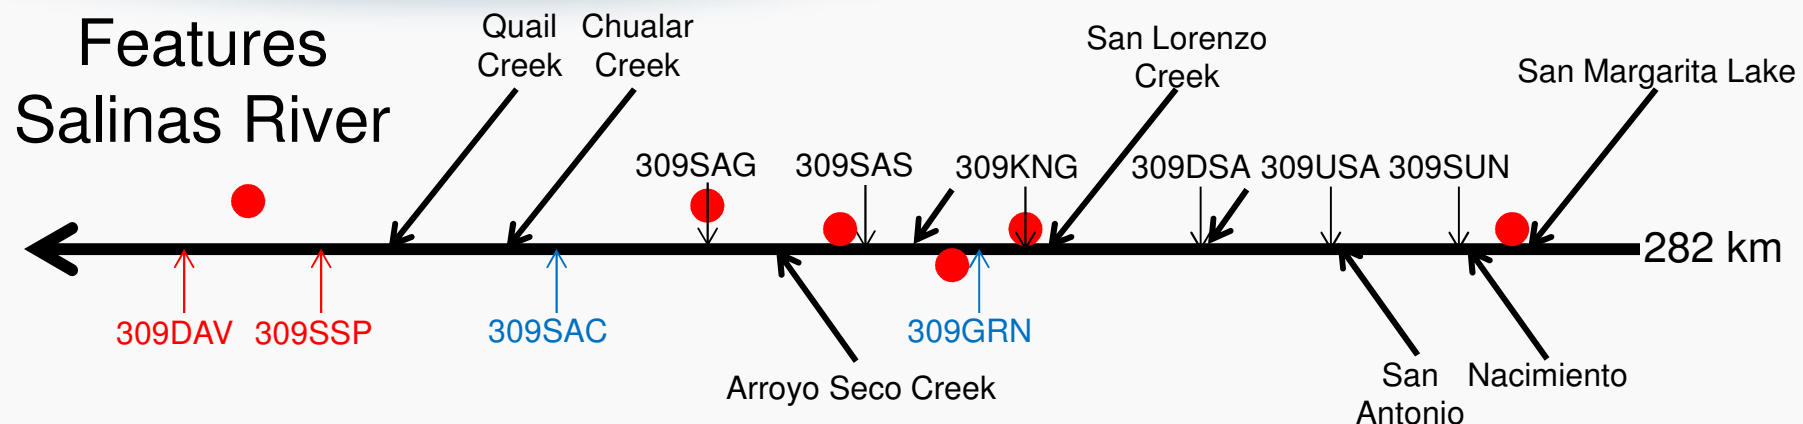 Features
Salinas River
Quail
Creek
Chualar
Creek
San Lorenzo
Creek
San Margarita Lake
309SAG
309SAS
309KNG
309DSA
309USA
309SUN
282 km
309DAV
309SSP
309SAC
309GRN
Arroyo Seco Creek
San
Antonio
Nacimiento